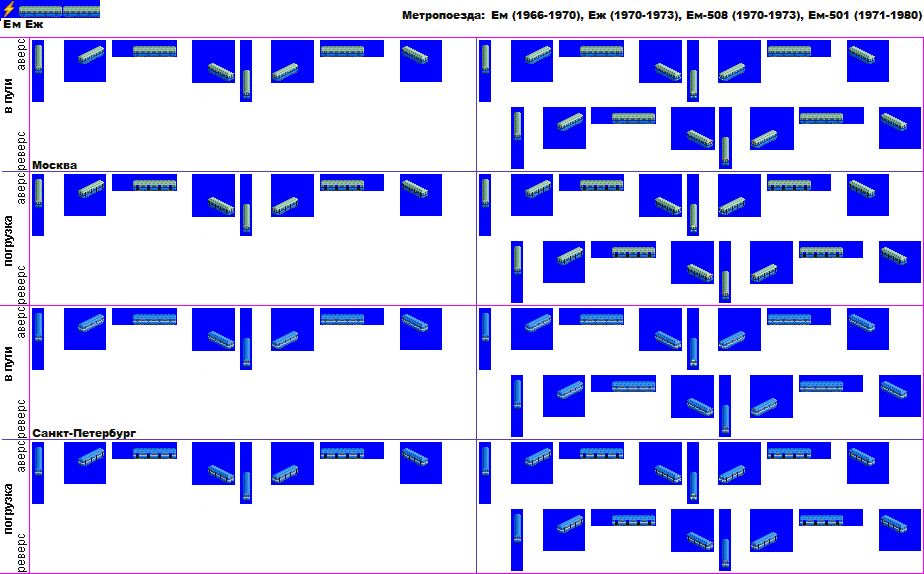 Метропоезда: Ем (1966-1970), Еж (1970-1973), Ем-508 (1970-1973), Ем-501 (1971-1980)
Ем Еж
в пути
аверс
реверс
Москва
погрузка
аверс
реверс
в пути
аверс
реверс
Санкт-Петербург
погрузка
аверс
реверс